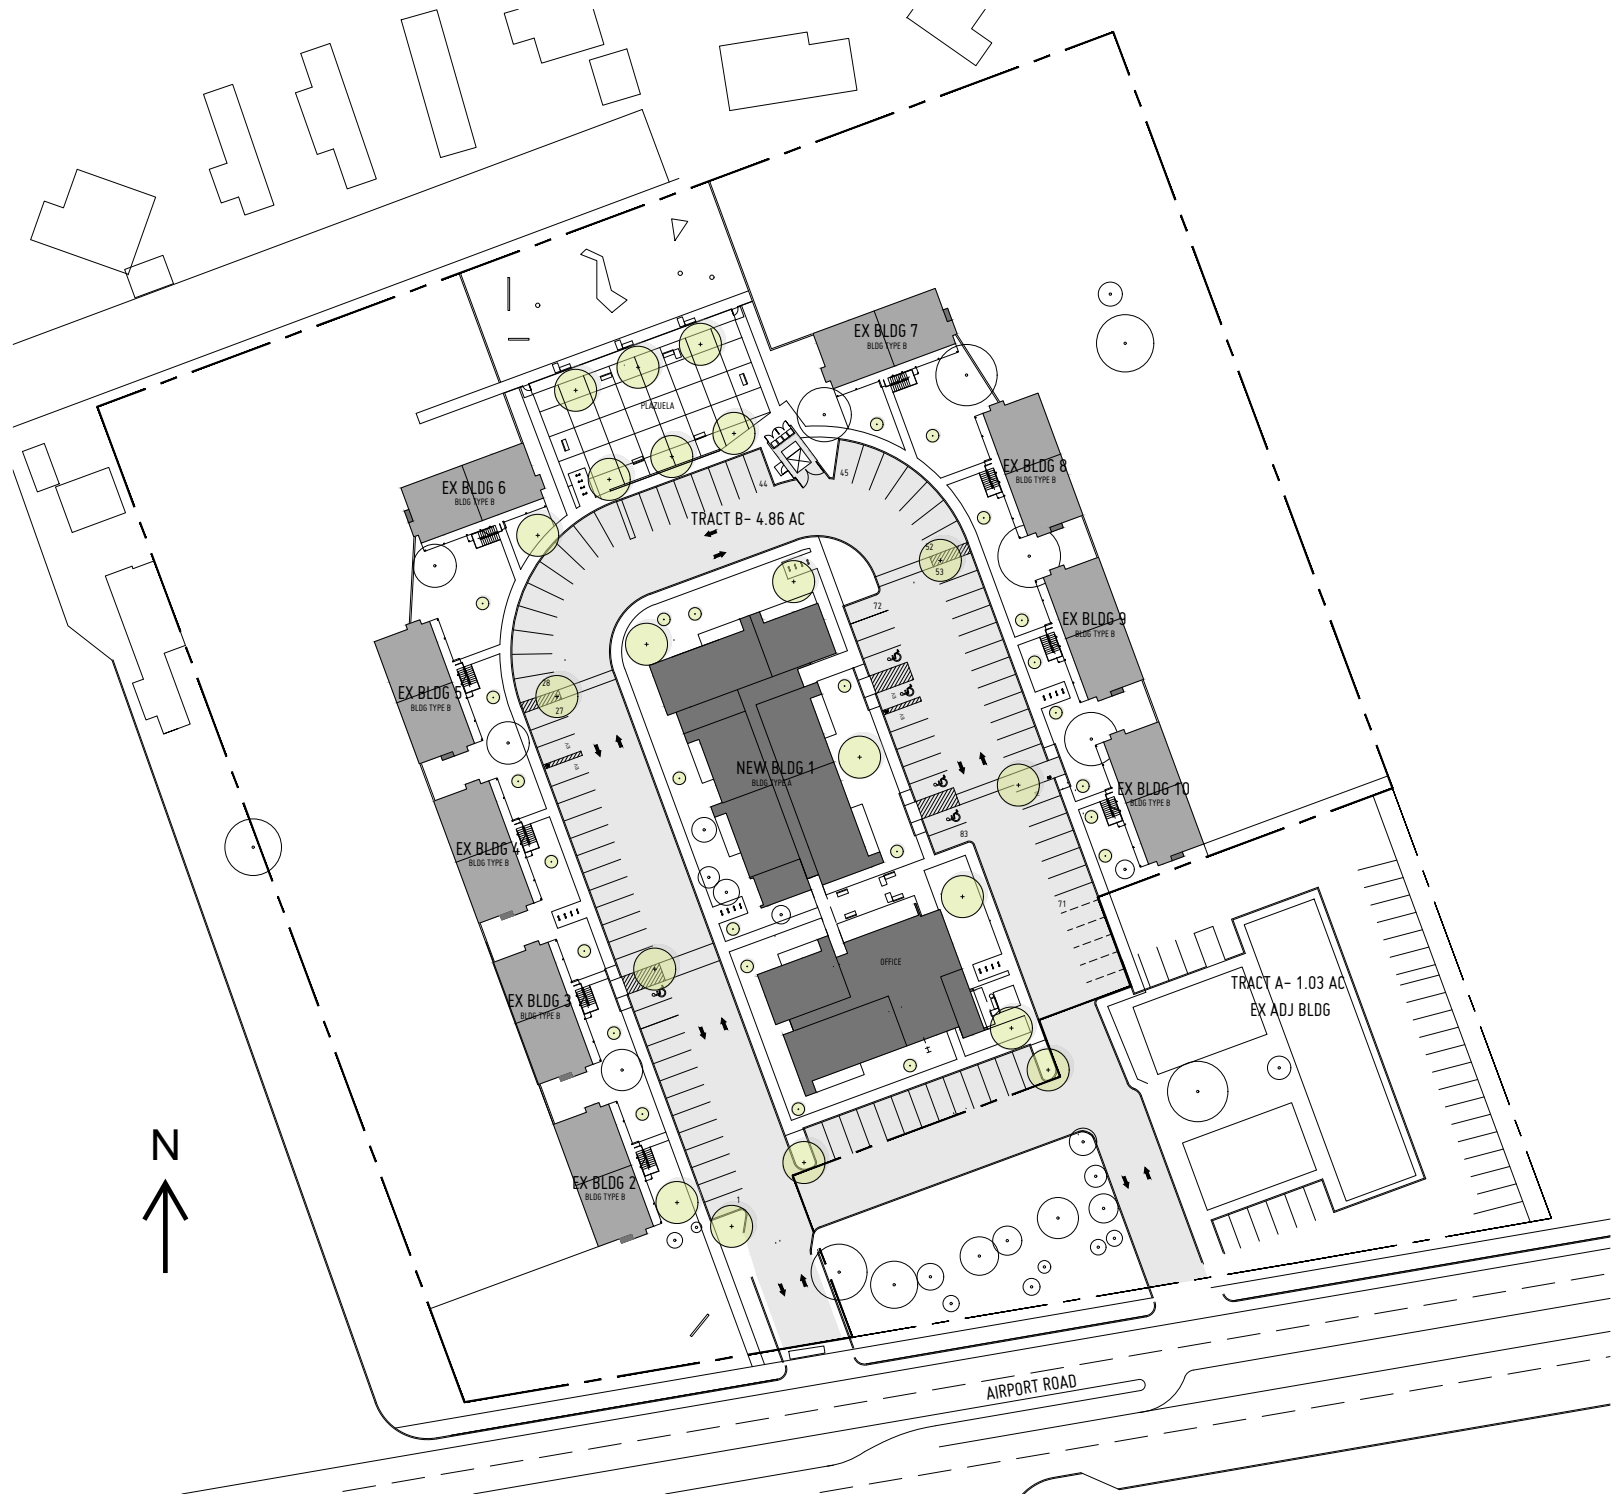 EX BLDG 7
BLDG TYPE B
PLAZUELA
EX BLDG 8
BLDG TYPE B
45
44
EX BLDG 6
BLDG TYPE B
TRACT B- 4.86 AC
52
53
72
EX BLDG 9
BLDG TYPE B
EX BLDG 5
BLDG TYPE B
28
27
NEW BLDG 1
BLDG TYPE A
EX BLDG 10
BLDG TYPE B
83
EX BLDG 4
BLDG TYPE B
71
OFFICE
TRACT A- 1.03 AC
EX ADJ BLDG
EX BLDG 3
BLDG TYPE B
N
EX BLDG 2
BLDG TYPE B
1
AIRPORT ROAD